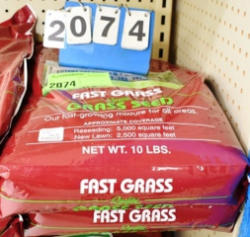 2074
2074
FAST GRASS
GRASS SEED
Our fast-growing mixture for all areas
APPROXIMATE COVERAGE
Reseeding: 5,000 square feet
New Lawn: 2,500 square feet
NET WT. 10 LBS.
FAST GRASS
FAST GRASS